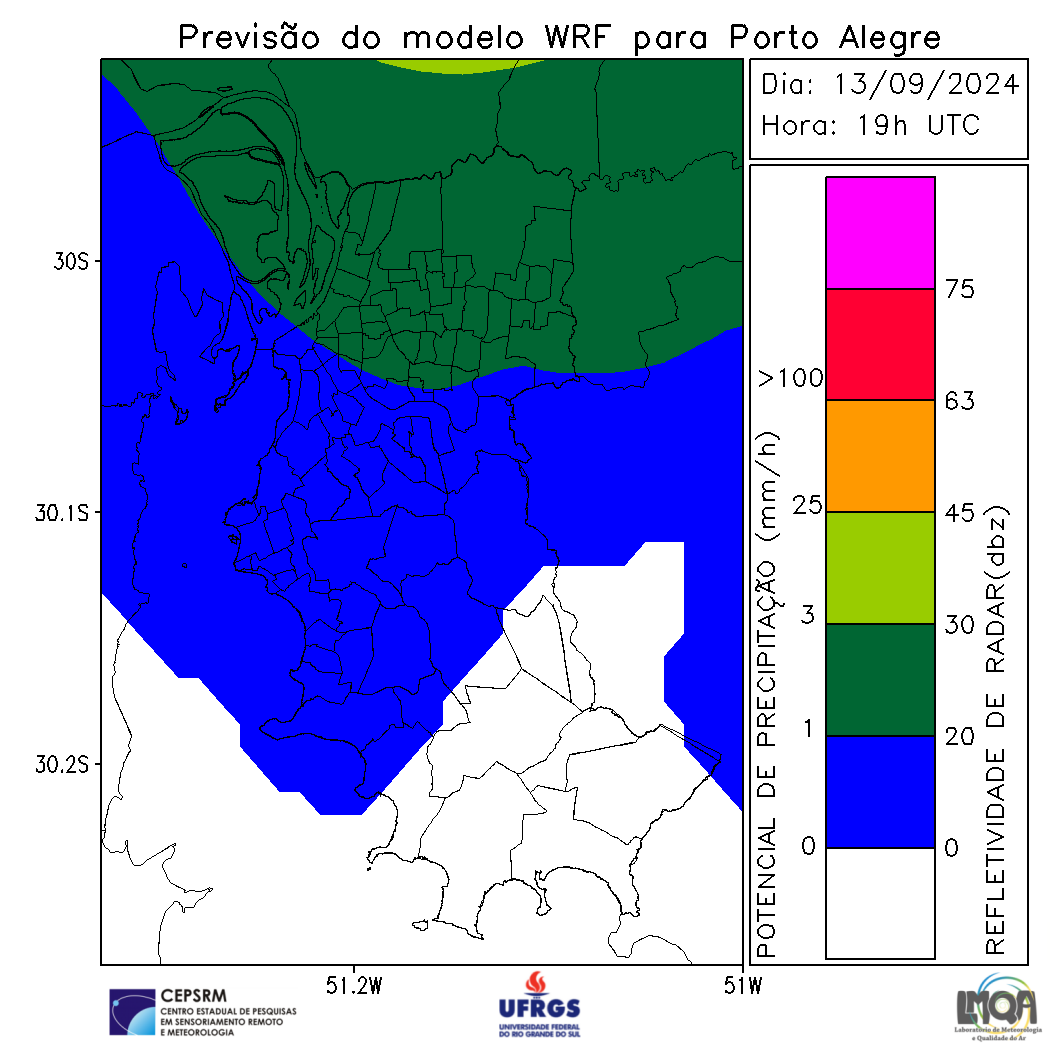 Previsão do modelo WRF para Porto Alegre
Dia: 13/09/2024
Hora: 19h UTC
30S
30.1S
30.2S
51.2W
51W
POTENCIAL DE PRECIPITAÇÃO (mm/h)
>100
25
3
1
0
75
63
45
30
20
0
REFLETIVIDADE DE RADAR(dbz)
CEPSRM
CENTRO ESTADUAL DE PESQUISAS
EM SENSORIAMENTO REMOTO
E METEOROLOGIA
UFRGS
UNIVERSIDADE FEDERAL
DO RIO GRANDE DO SUL
LMQA
Laboratório de Meteorologia
e Qualidade do Ar